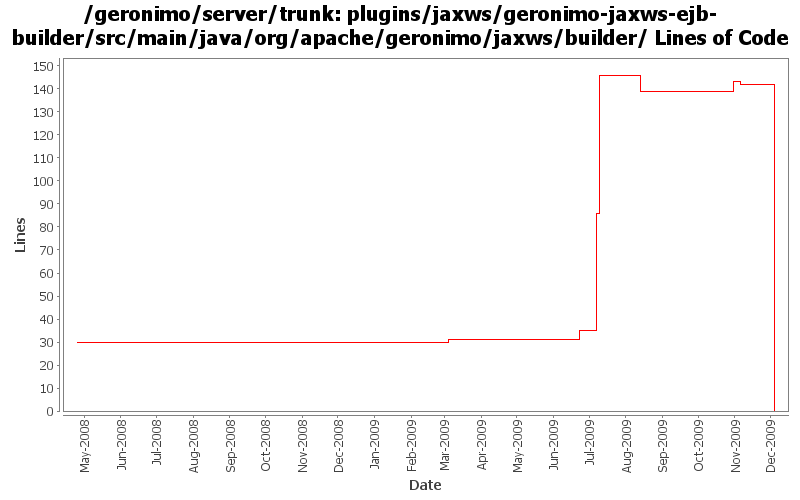 /geronimo/server/trunk: plugins/jaxws/geronimo-jaxws-ejb-
builder/src/main/java/org/apache/geronimo/jaxws/builder/ Lines of Code
150
140
130
120
110
100
90
80
70
60
50
40
30
20
10
0
Lines
May-2008
Jun-2008
Jul-2008
Aug-2008
Sep-2008
Oct-2008
Nov-2008
Dec-2008
Jan-2009
Feb-2009
Mar-2009
Apr-2009
May-2009
Jun-2009
Jul-2009
Aug-2009
Sep-2009
Oct-2009
Nov-2009
Dec-2009
Date